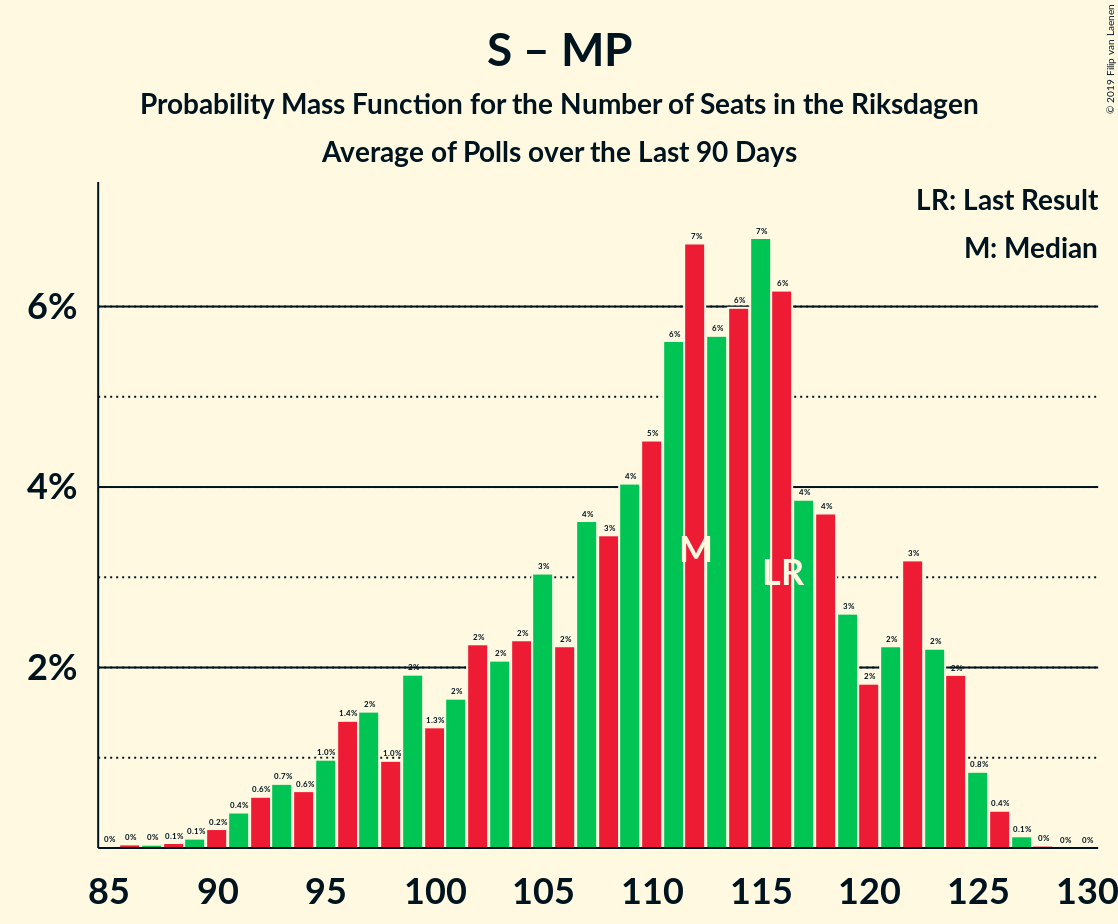 S – MP
Probability Mass Function for the Number of Seats in the Riksdagen
Average of Polls over the Last 90 Days
© 2019 Filip van Laenen
LR: Last Result
M: Median
6%
4%
2%
0% 0% 0% 0.1% 0.1% 0.2% 0.4% 0.6% 0.7% 0.6% 1.0% 1.4% 2% 1.0% 2% 1.3% 2% 2% 2% 2% 3% 2% 4% 3% 4% 5% 6% 7% 6% 6% 7% 6% 4% 4% 3% 2% 2% 3% 2% 2% 0.8% 0.4% 0.1% 0% 0% 0%
M
LR
85 90 95 100 105 110 115 120 125 130